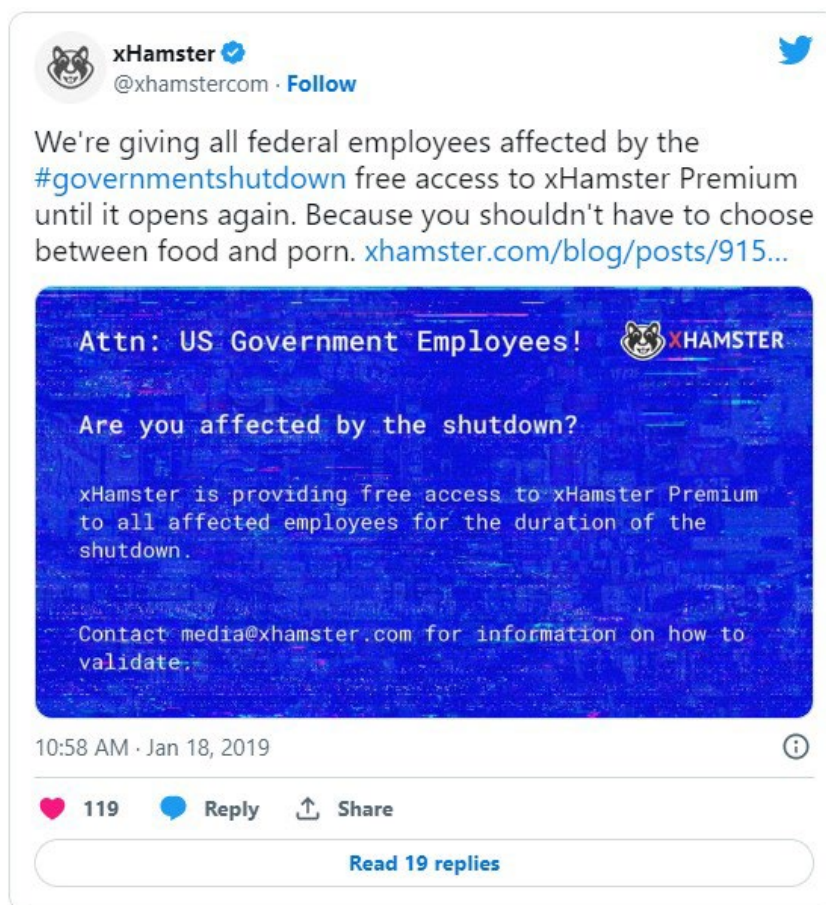 xHamster
@xhamstercom · Follow
We're giving all federal employees affected by the
#governmentshutdown free access to xHamster Premium
until it opens again. Because you shouldn't have to choose
between food and porn. xhamster.com/blog/posts/915...
Attn: US Government Employees!
XHAMSTER
Are you affected by the shutdown?
xHamster is providing free access to xHamster Premium
to all affected employees for the duration of the
shutdown.
Contact media@xhamster.com for information on how to
validate.
10:58 AM · Jan 18, 2019
119 Reply Share
Read 19 replies